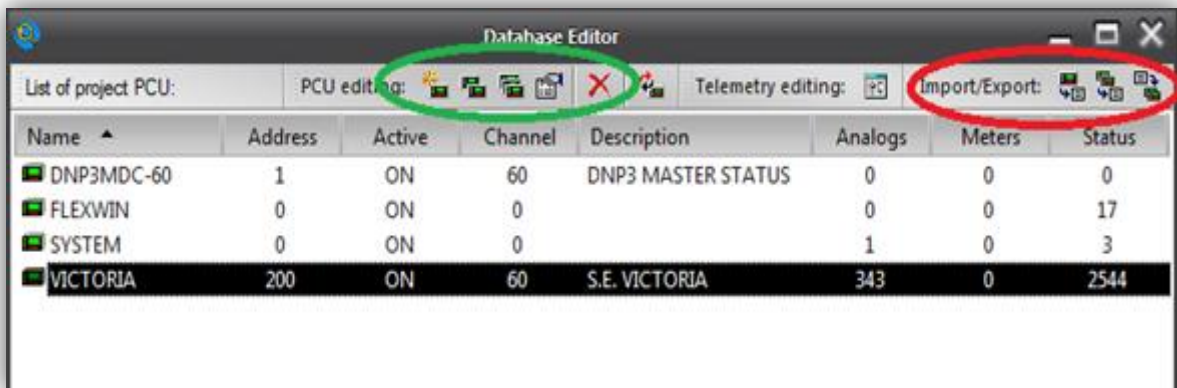 Database Editor
List of project PCU: PCU editing: Telemetry editing: Import/Export:
Name Address Active Channel Description Analogs Meters Status
DNP3MDC-60 1 ON 60 DNP3 MASTER STATUS 0 0 0
FLEXWIN 0 ON 0 0 0 17
SYSTEM 0 ON 0 1 0 3
VICTORIA 200 ON 60 S.E. VICTORIA 343 0 2544